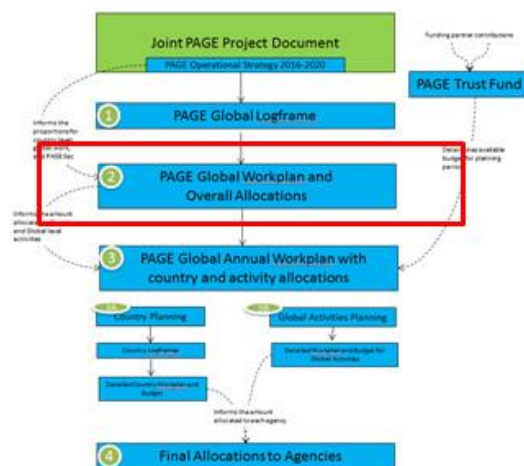 Joint PAGE Project Document
PAGE Operational Strategy 2016-2020
Funding partner contributions
PAGE Trust Fund
1
PAGE Global Logframe
Informs the
proportions for
country level,
global work,
and PAGE Sec
Determines available
budget for planning
period
2
PAGE Global Workplan and
Overall Allocations
Informs the amount
allocated
and Global level
activities
3
PAGE Global Annual Workplan with
country and activity allocations
Country Planning
Global Activities Planning
Country Logframes
Detailed Workplan and Budget for
Global Activities
Detailed Country Workplan and
Budget
Informs the amount
allocated to each agency
4
Final Allocations to Agencies